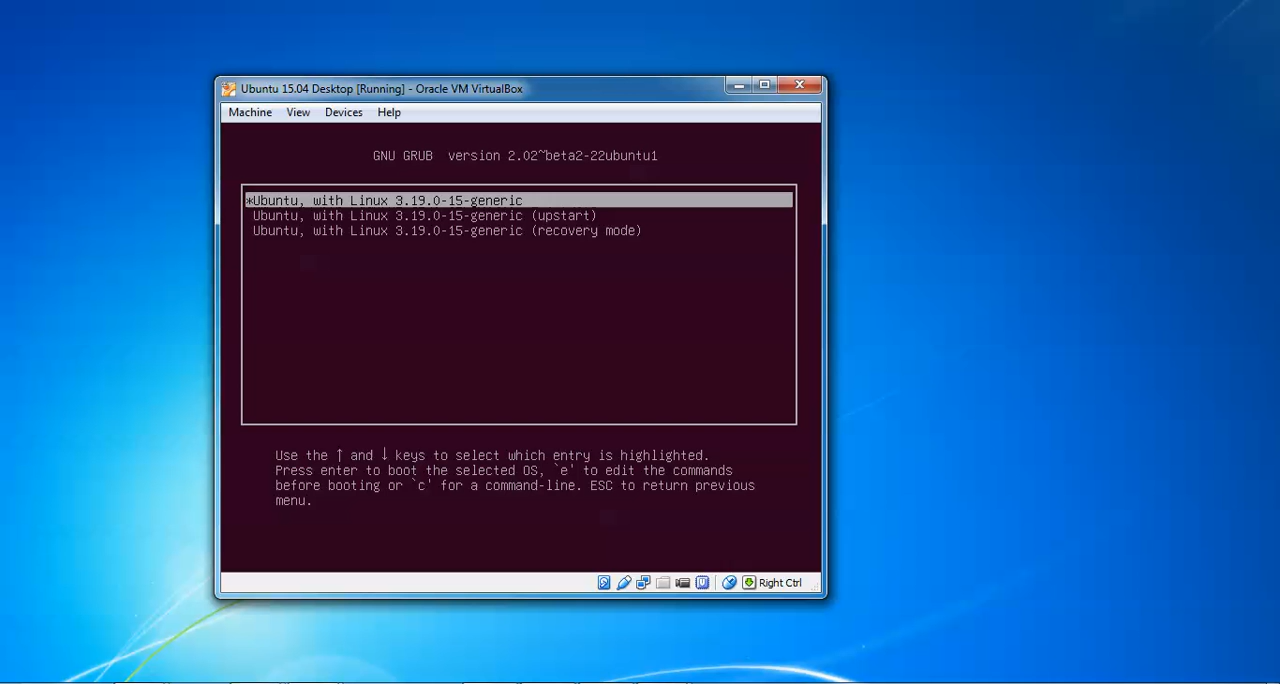 Ubuntu 15.04 Desktop [Running] - Oracle VM VirtualBox
Machine View Devices Help
GNU GRUB version 2.02~beta2-22ubuntu1
*Ubuntu, with Linux 3.19.0-15-generic
Ubuntu, with Linux 3.19.0-15-generic (upstart)
Ubuntu, with Linux 3.19.0-15-generic (recovery mode)
Use the ↑ and ↓ keys to select which entry is highlighted.
Press enter to boot the selected OS, `e' to edit the commands
before booting or `c' for a command-line. ESC to return previous
menu.
Right Ctrl